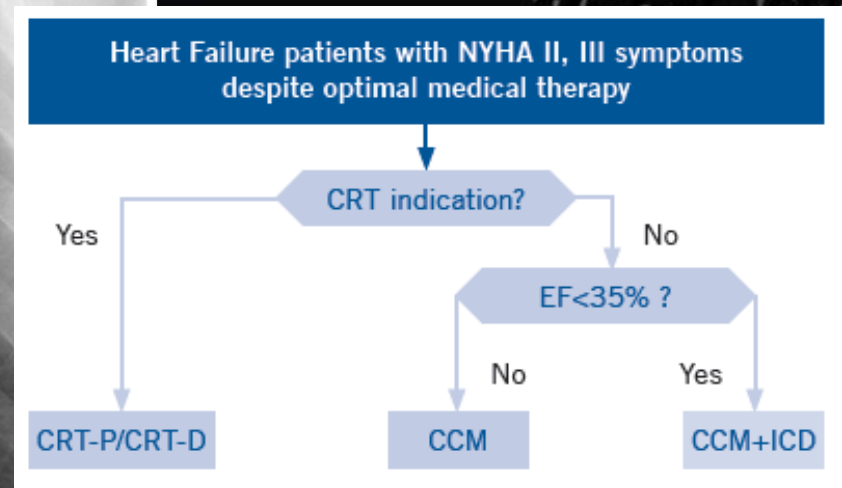 Heart Failure patients with NYHA II, III symptoms
despite optimal medical therapy
CRT indication?
Yes
No
EF<35% ?
No
Yes
CRT-P/CRT-D
CCM
CCM+ICD